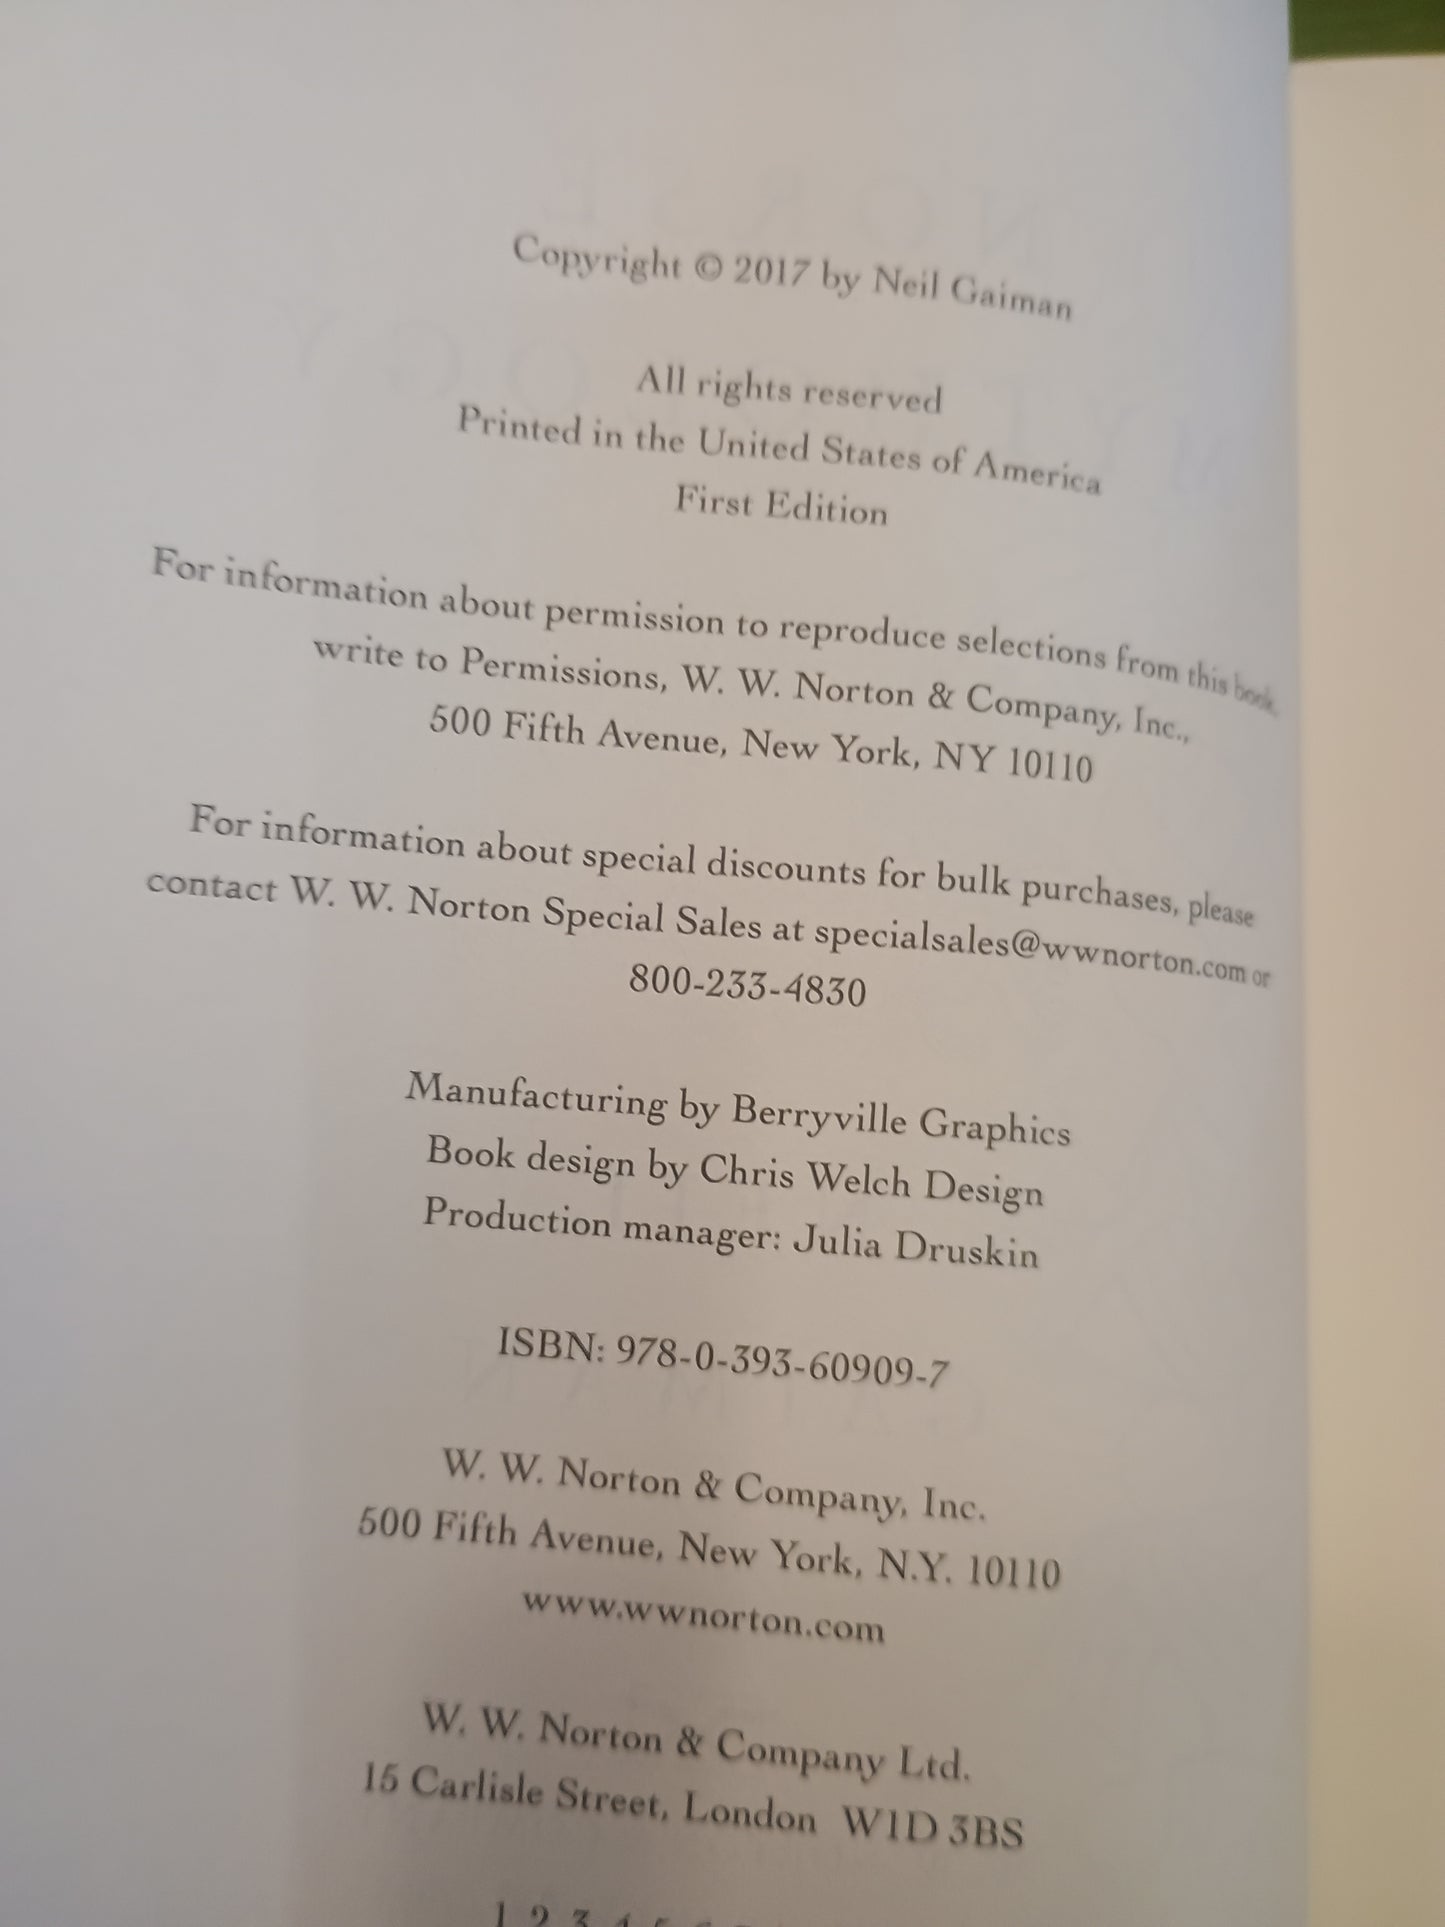 Copyright © 2017 by Neil Gaiman
All rights reserved
Printed in the United States of America
First Edition
For information about permission to reproduce selections from this book,
write to Permissions, W. W. Norton & Company, Inc.,
500 Fifth Avenue, New York, NY 10110
For information about special discounts for bulk purchases, please
contact W. W. Norton Special Sales at specialsales@wwnorton.com or
800-233-4830
Manufacturing by Berryville Graphics
Book design by Chris Welch Design
Production manager: Julia Druskin
ISBN: 978-0-393-60909-7
W. W. Norton & Company, Inc.
500 Fifth Avenue, New York, N.Y. 10110
www.wwnorton.com
W. W. Norton & Company Ltd.
15 Carlisle Street, London W1D 3BS
1 2 3 4 5